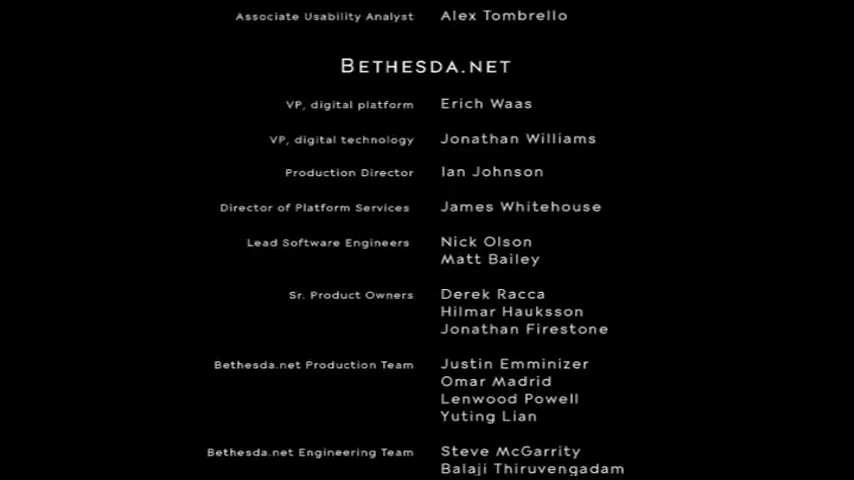 Associate Usability Analyst Alex Tombrello
BETHESDA.NET
VP, digital platform Erich Waas
VP, digital technology Jonathan Williams
Production Director Ian Johnson
Director of Platform Services James Whitehouse
Lead Software Engineers Nick Olson
Matt Bailey
Sr. Product Owners Derek Racca
Hilmar Hauksson
Jonathan Firestone
Bethesda.net Production Team Justin Emminizer
Omar Madrid
Lenwood Powell
Yuting Lian
Bethesda.net Engineering Team Steve McGarrity
Balaji Thiruvengadam